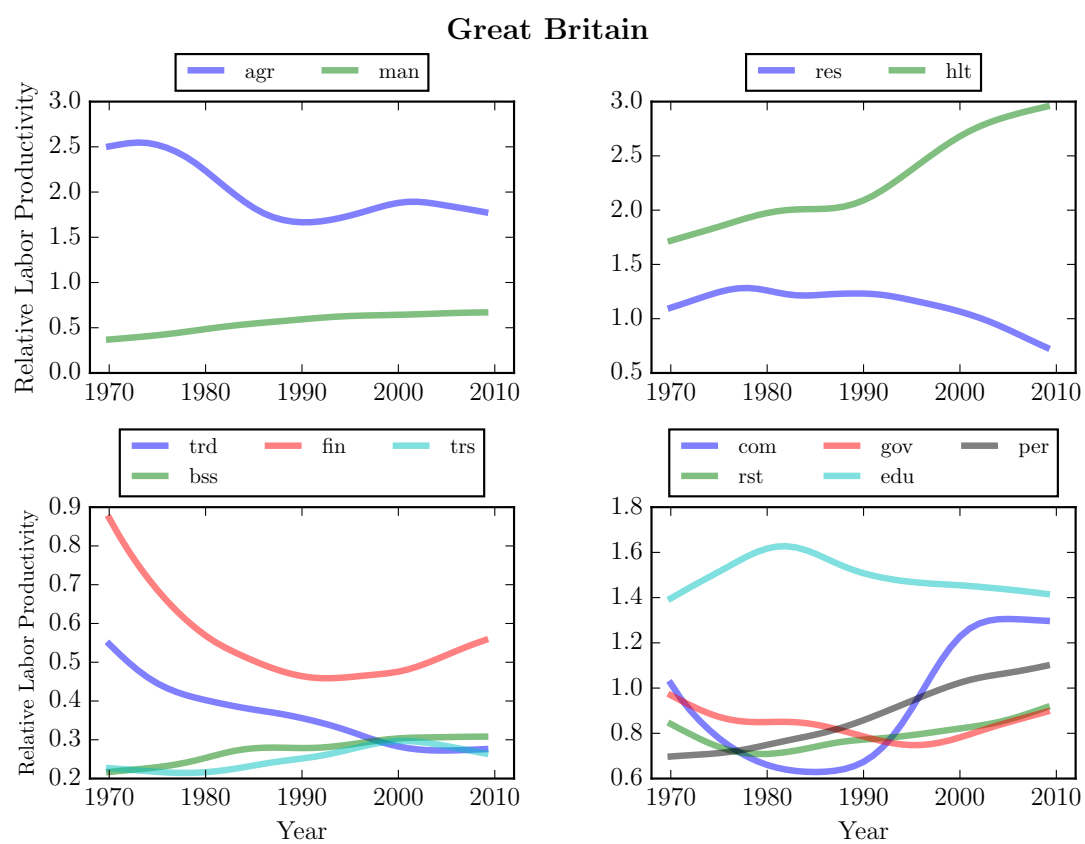 Great Britain
agr man
res hlt
Relative Labor Productivity
3.0
2.5
2.0
1.5
1.0
0.5
0.0
1970 1980 1990 2000 2010
3.0
2.5
2.0
1.5
1.0
0.5
1970 1980 1990 2000 2010
trd fin trs
bss
com gov per
rst edu
Relative Labor Productivity
0.9
0.8
0.7
0.6
0.5
0.4
0.3
0.2
1970 1980 1990 2000 2010
Year
1.8
1.6
1.4
1.2
1.0
0.8
0.6
1970 1980 1990 2000 2010
Year